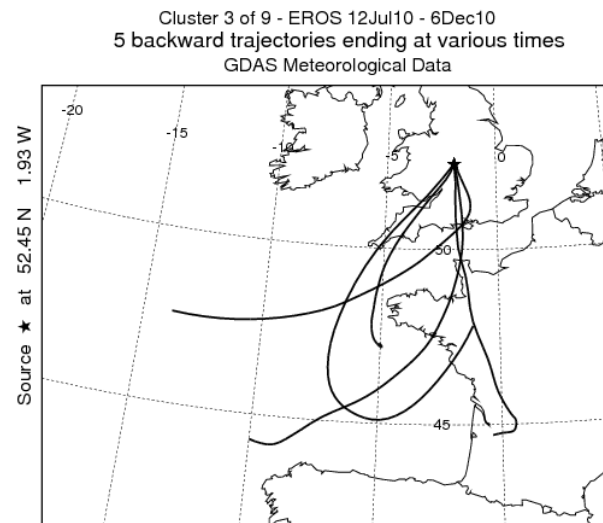 Cluster 3 of 9 - EROS 12Jul10 - 6Dec10
5 backward trajectories ending at various times
GDAS Meteorological Data
Source ★ at 52.45 N 1.93 W
-20
-15
-10
-5
0
50
45